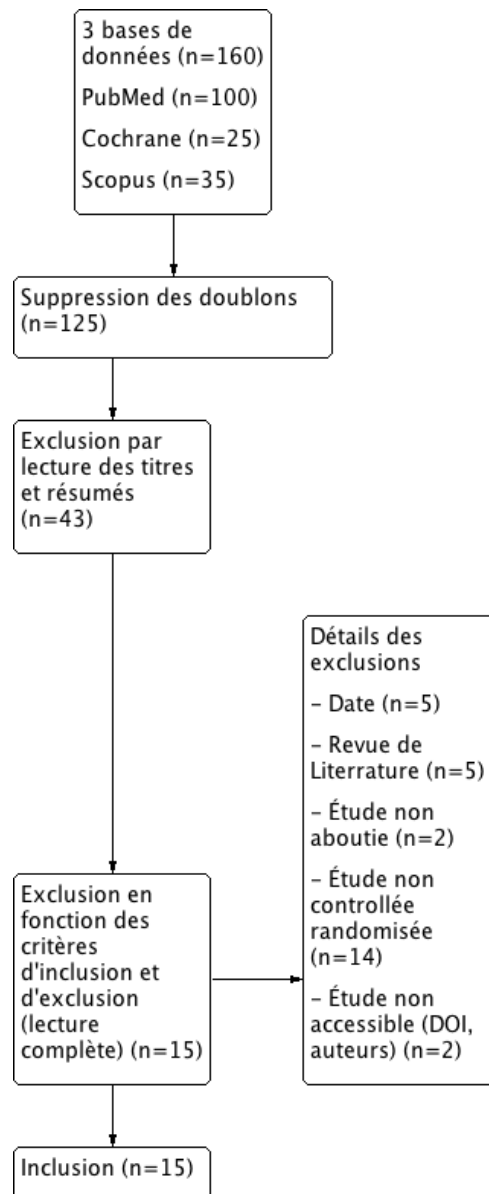 3 bases de
données (n=160)
PubMed (n=100)
Cochrane (n=25)
Scopus (n=35)
Suppression des doublons
(n=125)
Exclusion par
lecture des titres
et résumés
(n=43)
Détails des
exclusions
– Date (n=5)
– Revue de
Literrature (n=5)
– Étude non
aboutie (n=2)
– Étude non
controllée
randomisée
(n=14)
– Étude non
accessible (DOI,
auteurs) (n=2)
Exclusion en
fonction des
critères
d'inclusion et
d'exclusion
(lecture
complète) (n=15)
Inclusion (n=15)